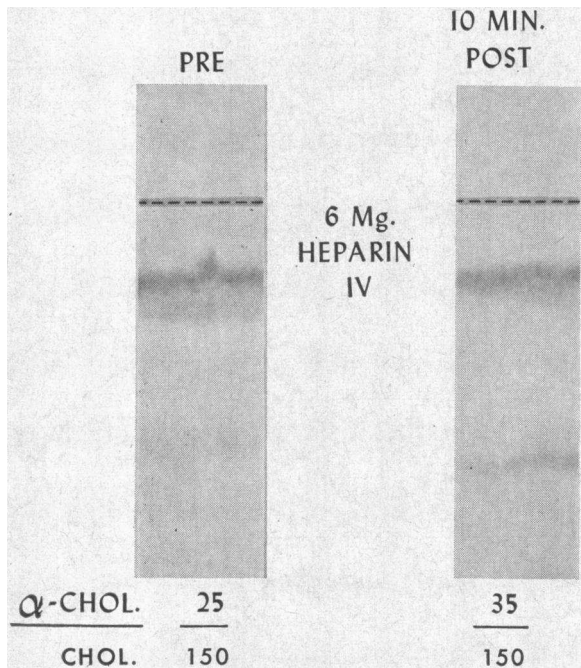 PRE
10 MIN.
POST
6 Mg.
HEPARIN
IV
α-CHOL. 25 35
CHOL. 150 150